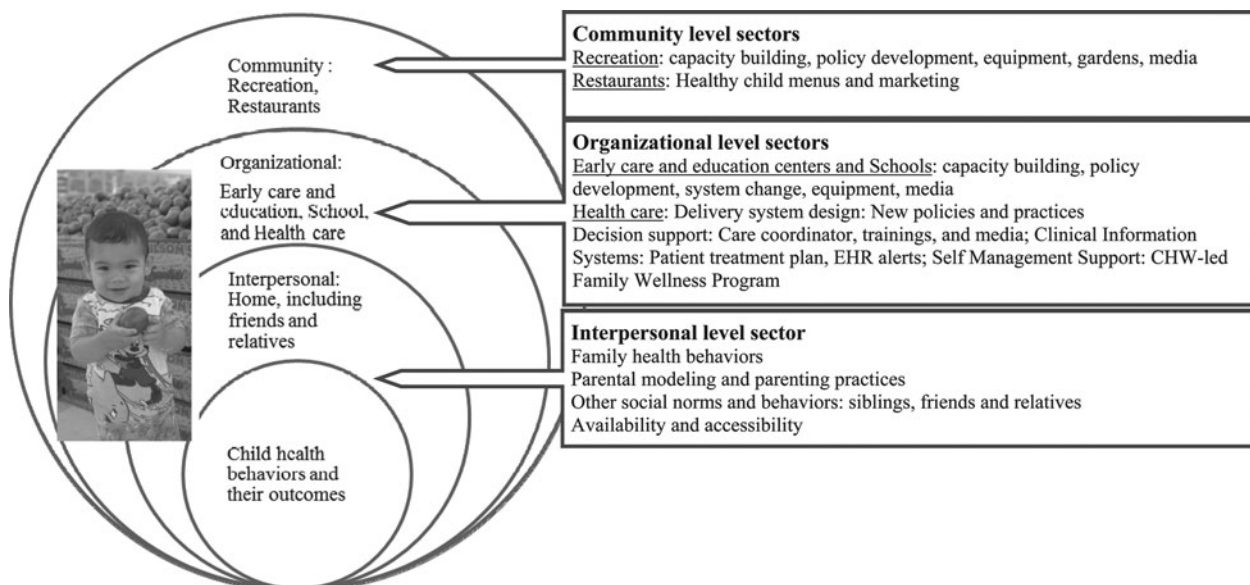 Community :
Recreation,
Restaurants
Organizational:
Early care and
education, School,
and Health care
Interpersonal:
Home, including
friends and
relatives
Child health
behaviors and
their outcomes
Community level sectors
Recreation: capacity building, policy development, equipment, gardens, media
Restaurants: Healthy child menus and marketing
Organizational level sectors
Early care and education centers and Schools: capacity building, policy
development, system change, equipment, media
Health care: Delivery system design: New policies and practices
Decision support: Care coordinator, trainings, and media; Clinical Information
Systems: Patient treatment plan, EHR alerts; Self Management Support: CHW-led
Family Wellness Program
Interpersonal level sector
Family health behaviors
Parental modeling and parenting practices
Other social norms and behaviors: siblings, friends and relatives
Availability and accessibility